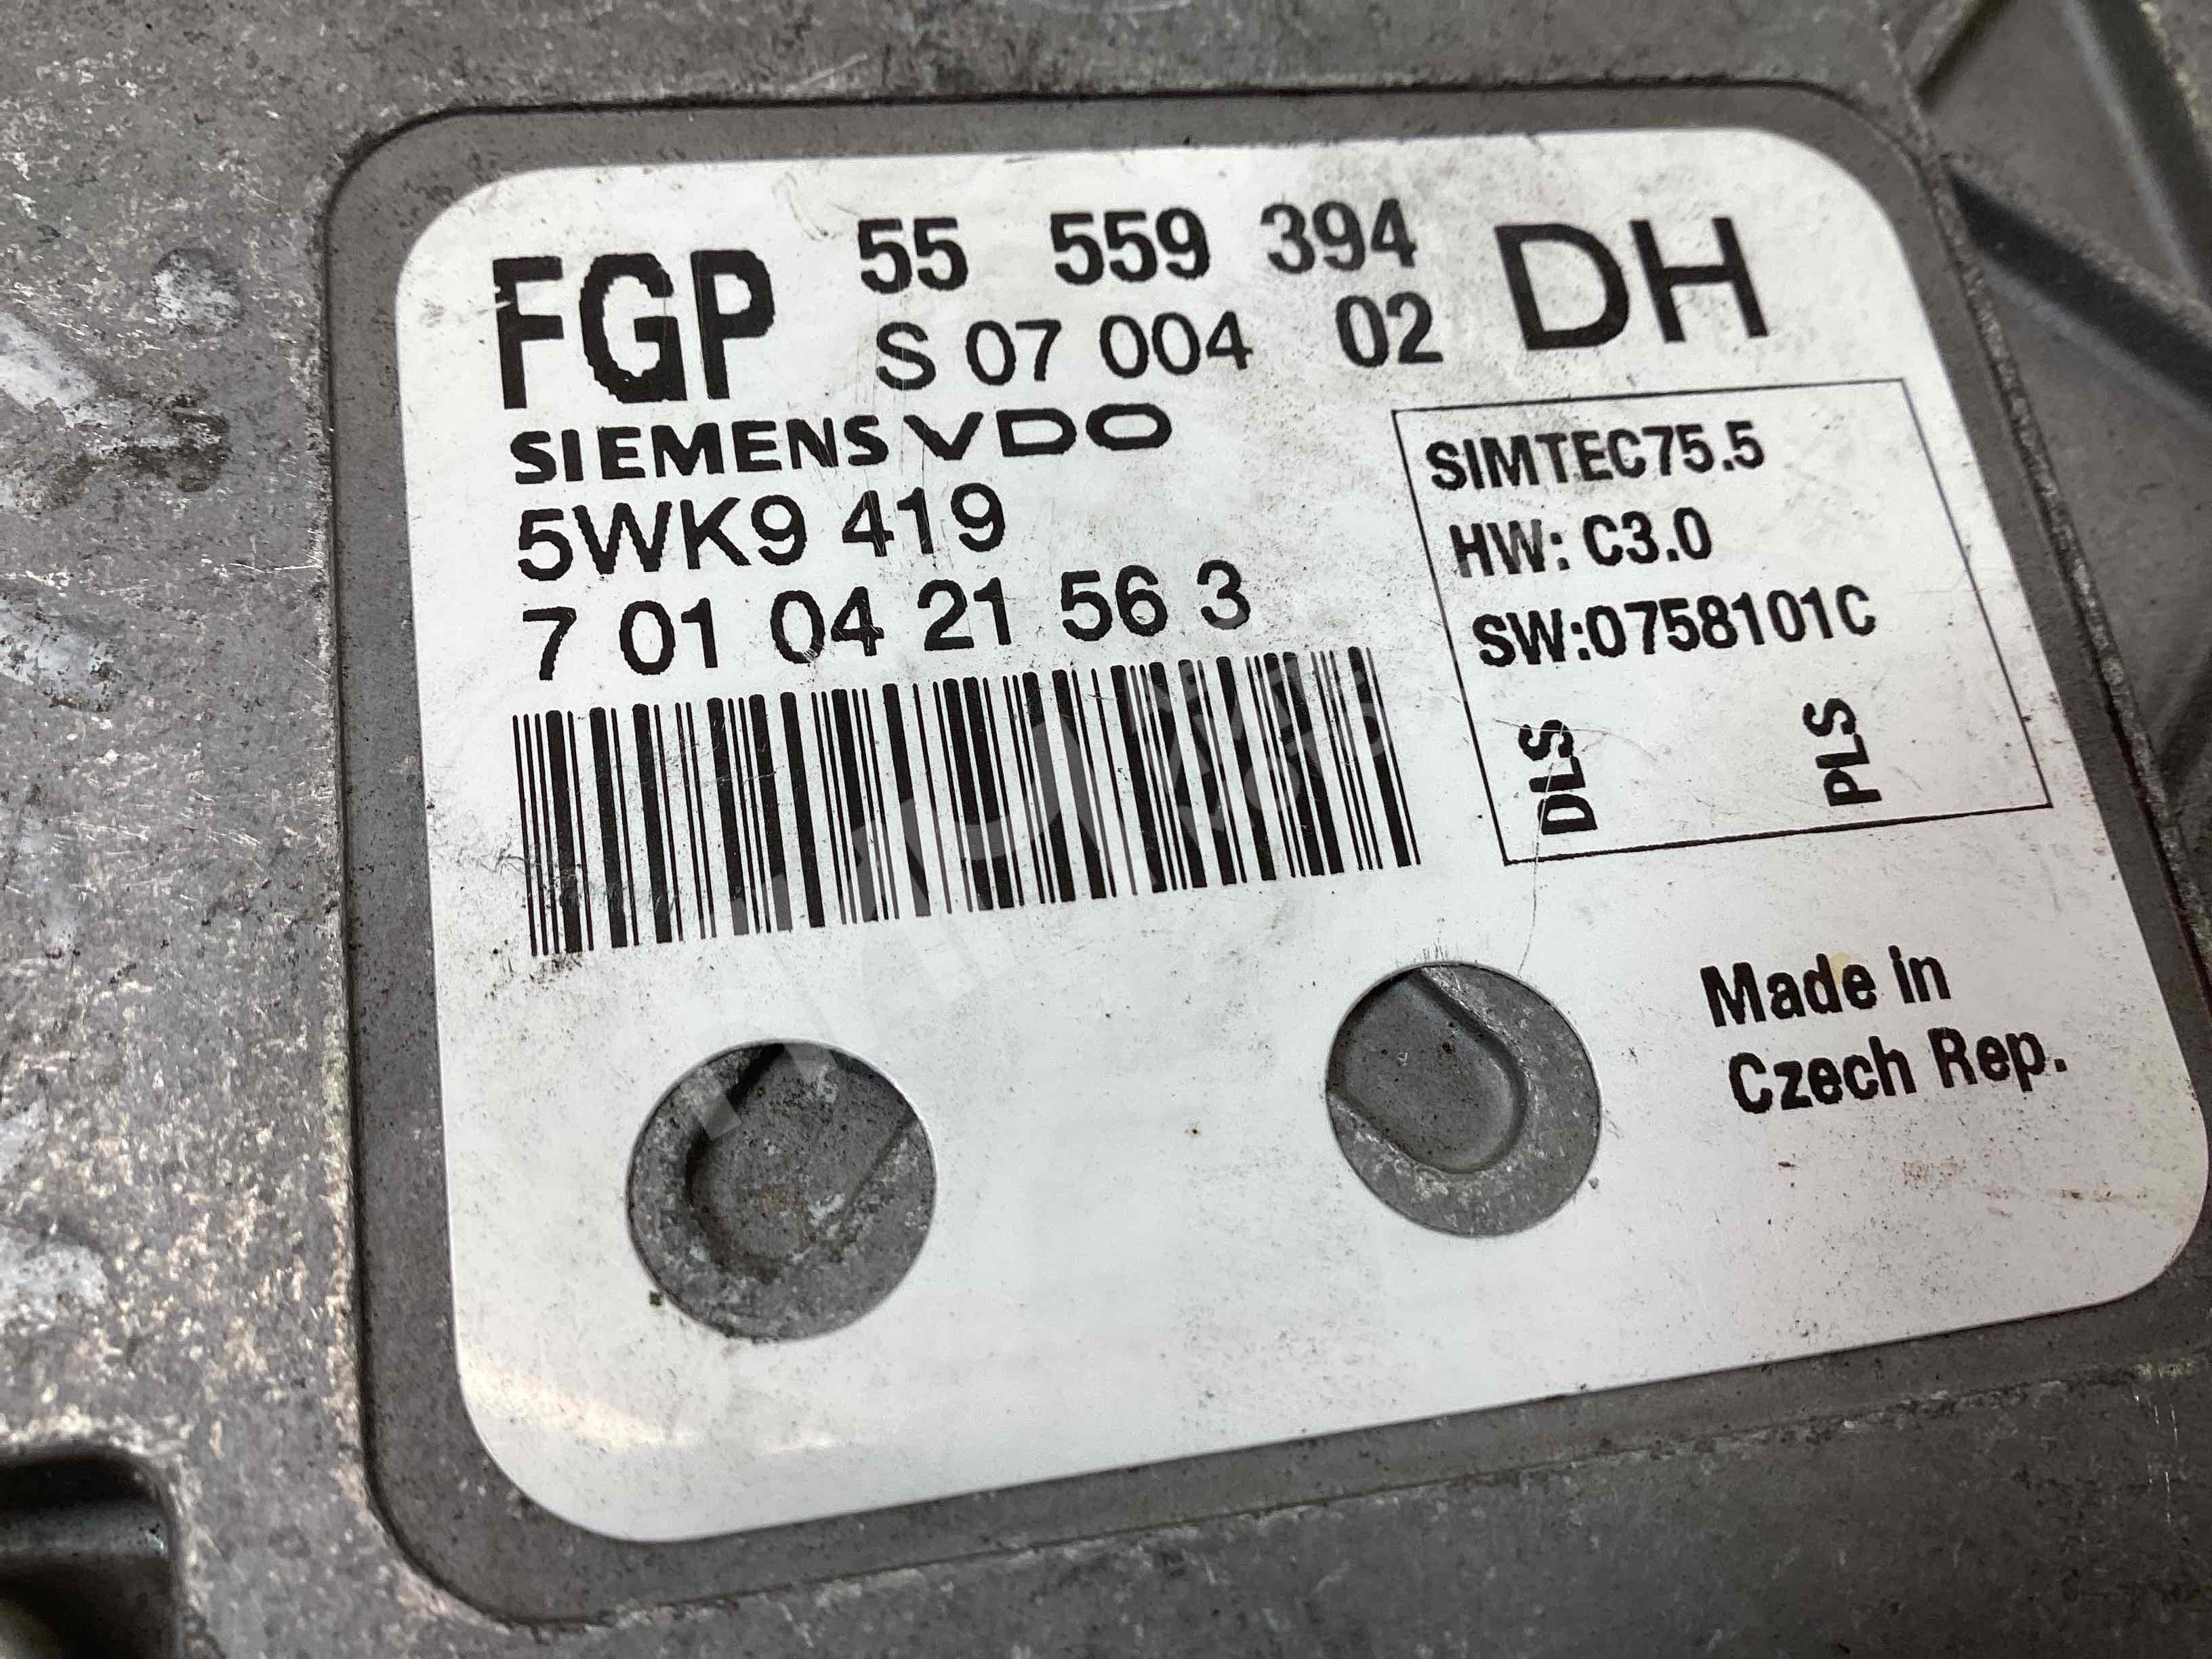 FGP 55 559 394 DH
S 07 004 02
SIEMENS VDO
5WK9 419
7 01 04 21 56 3
SIMTEC75.5
HW: C3.0
SW:0758101C
DLS PLS
Made in
Czech Rep.